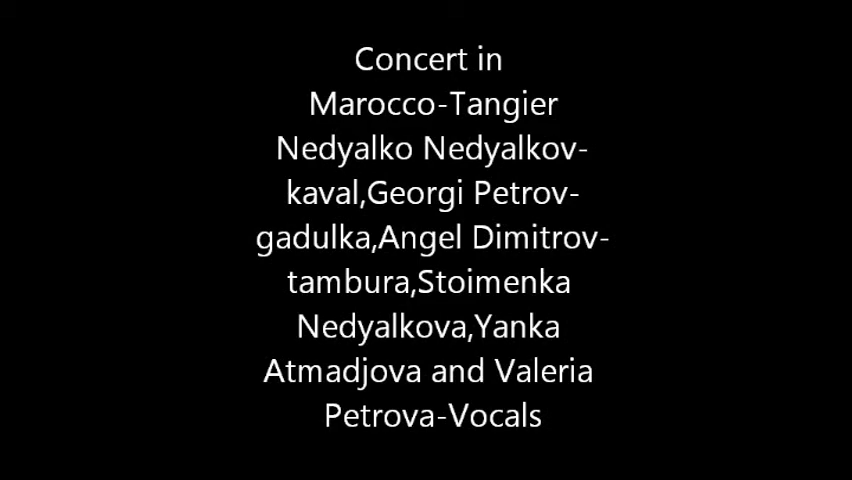 Concert in
Marocco-Tangier
Nedyalko Nedyalkov-
kaval,Georgi Petrov-
gadulka,Angel Dimitrov-
tambura,Stoimenka
Nedyalkova,Yanka
Atmadjova and Valeria
Petrova-Vocals